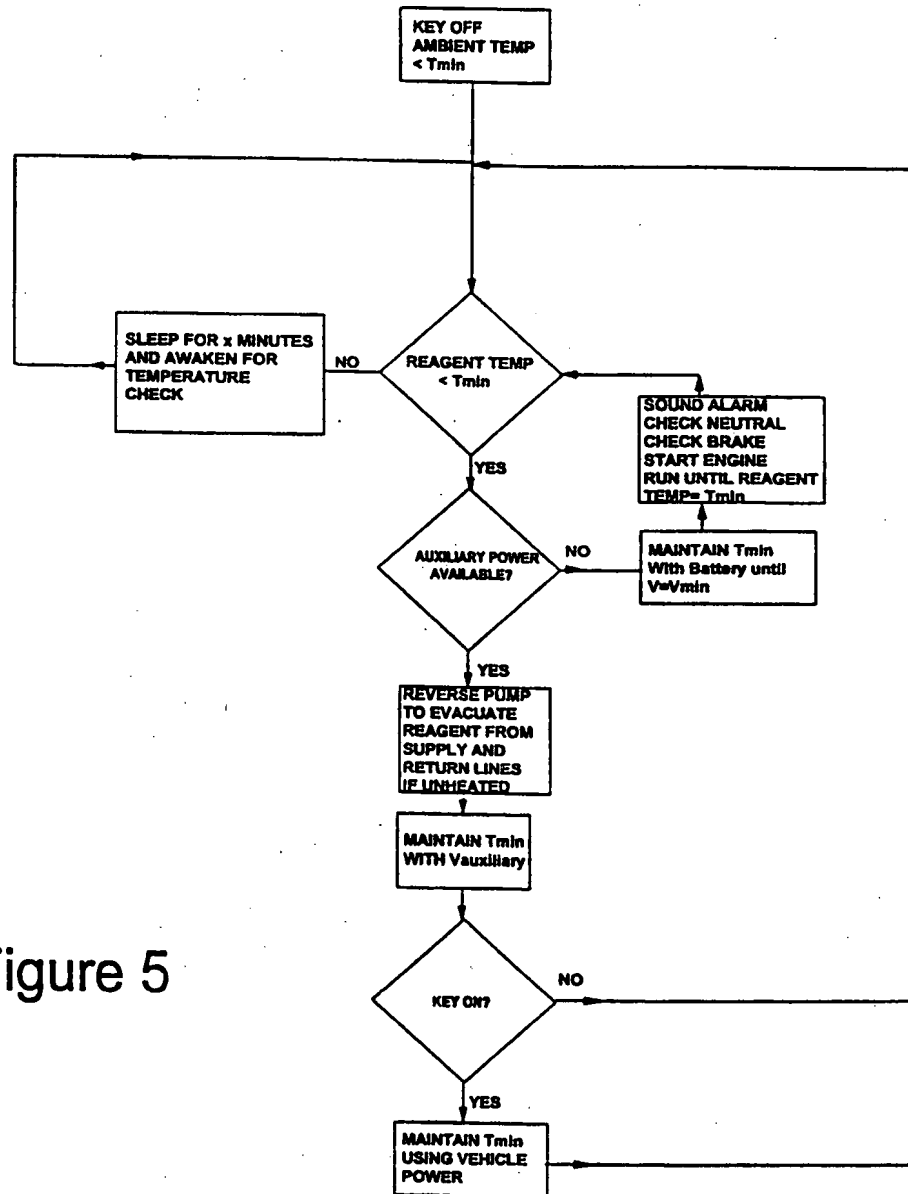 KEY OFF
AMBIENT TEMP
< Tmin
SLEEP FOR x MINUTES
AND AWAKEN FOR
TEMPERATURE
CHECK
NO
REAGENT TEMP
< Tmin
YES
SOUND ALARM
CHECK NEUTRAL
CHECK BRAKE
START ENGINE
RUN UNTIL REAGENT
TEMP= Tmin
AUXILIARY POWER
AVAILABLE?
NO
MAINTAIN Tmin
With Battery until
V=Vmin
YES
REVERSE PUMP
TO EVACUATE
REAGENT FROM
SUPPLY AND
RETURN LINES
IF UNHEATED
MAINTAIN Tmin
WITH Vauxiliary
KEY ON?
NO
YES
MAINTAIN Tmin
USING VEHICLE
POWER
igure 5